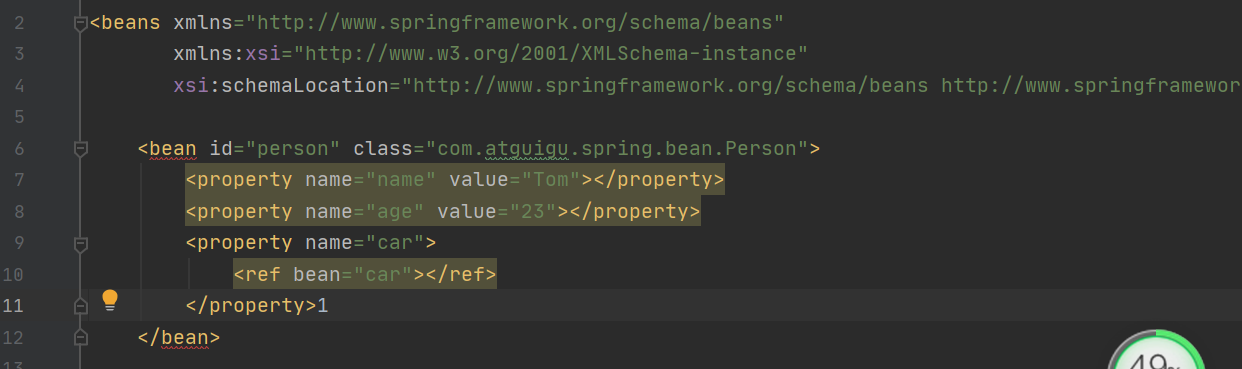 2 <beans xmlns="http://www.springframework.org/schema/beans"
3 xmlns:xsi="http://www.w3.org/2001/XMLSchema-instance"
4 xsi:schemaLocation="http://www.springframework.org/schema/beans http://www.springframewor
5
6 <bean id="person" class="com.atguigu.spring.bean.Person">
7 <property name="name" value="Tom"></property>
8 <property name="age" value="23"></property>
9 <property name="car">
10 <ref bean="car"></ref>
11 </property>1
12 </bean>
13
49%